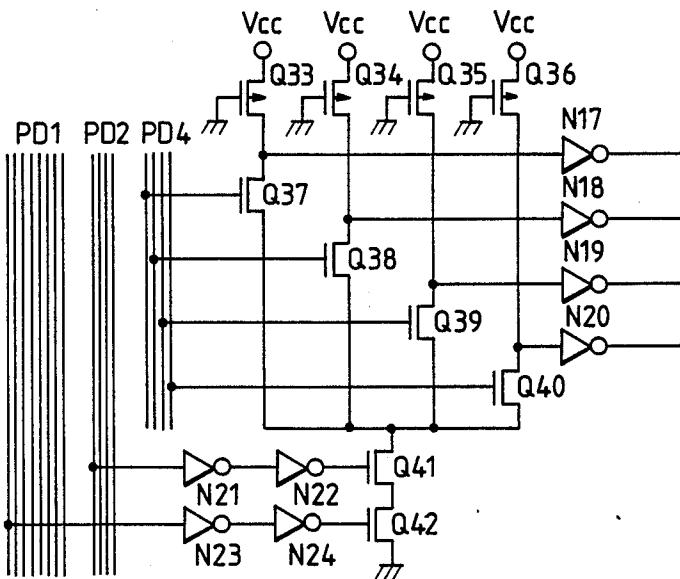 Vcc Vcc Vcc Vcc
Q33 Q34 Q35 Q36
PD1 PD2 PD4
N17
Q37
N18
Q38
N19
Q39
N20
Q40
N21 N22 Q41
N23 N24 Q42